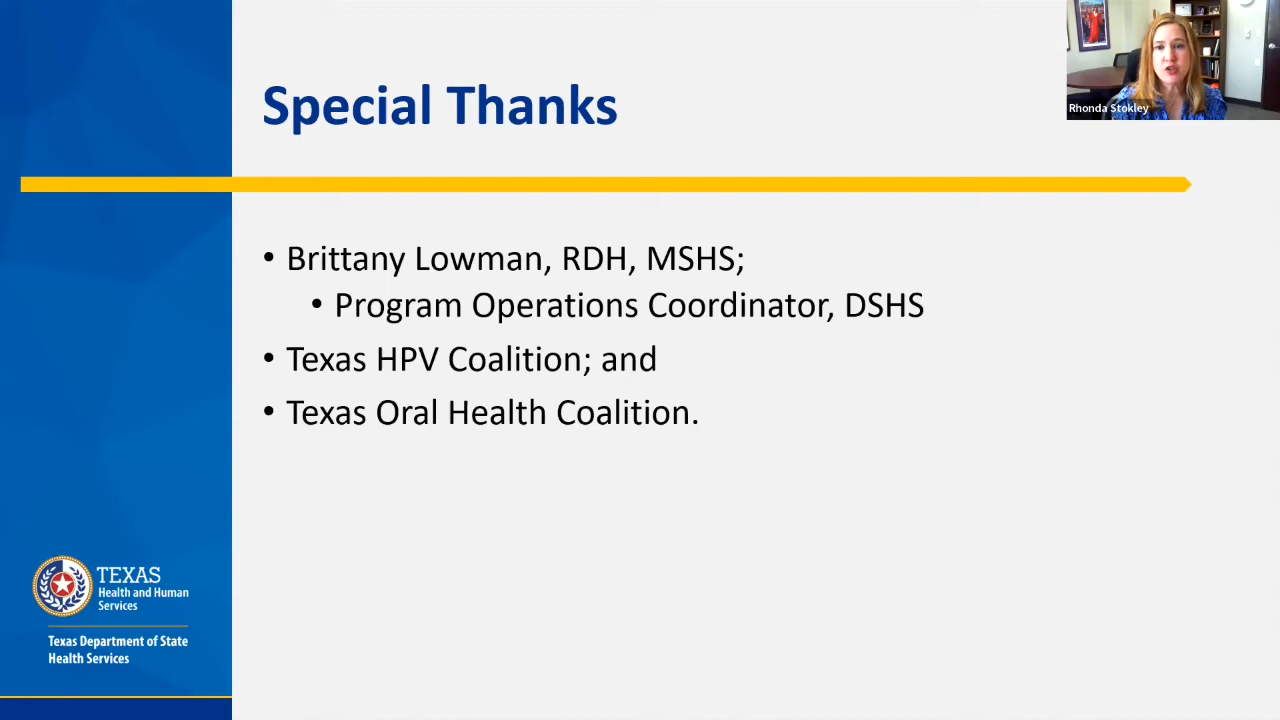 Special Thanks
Rhonda Stokley
• Brittany Lowman, RDH, MSHS;
• Program Operations Coordinator, DSHS
• Texas HPV Coalition; and
• Texas Oral Health Coalition.
TEXAS
Health and Human
Services
Texas Department of State
Health Services